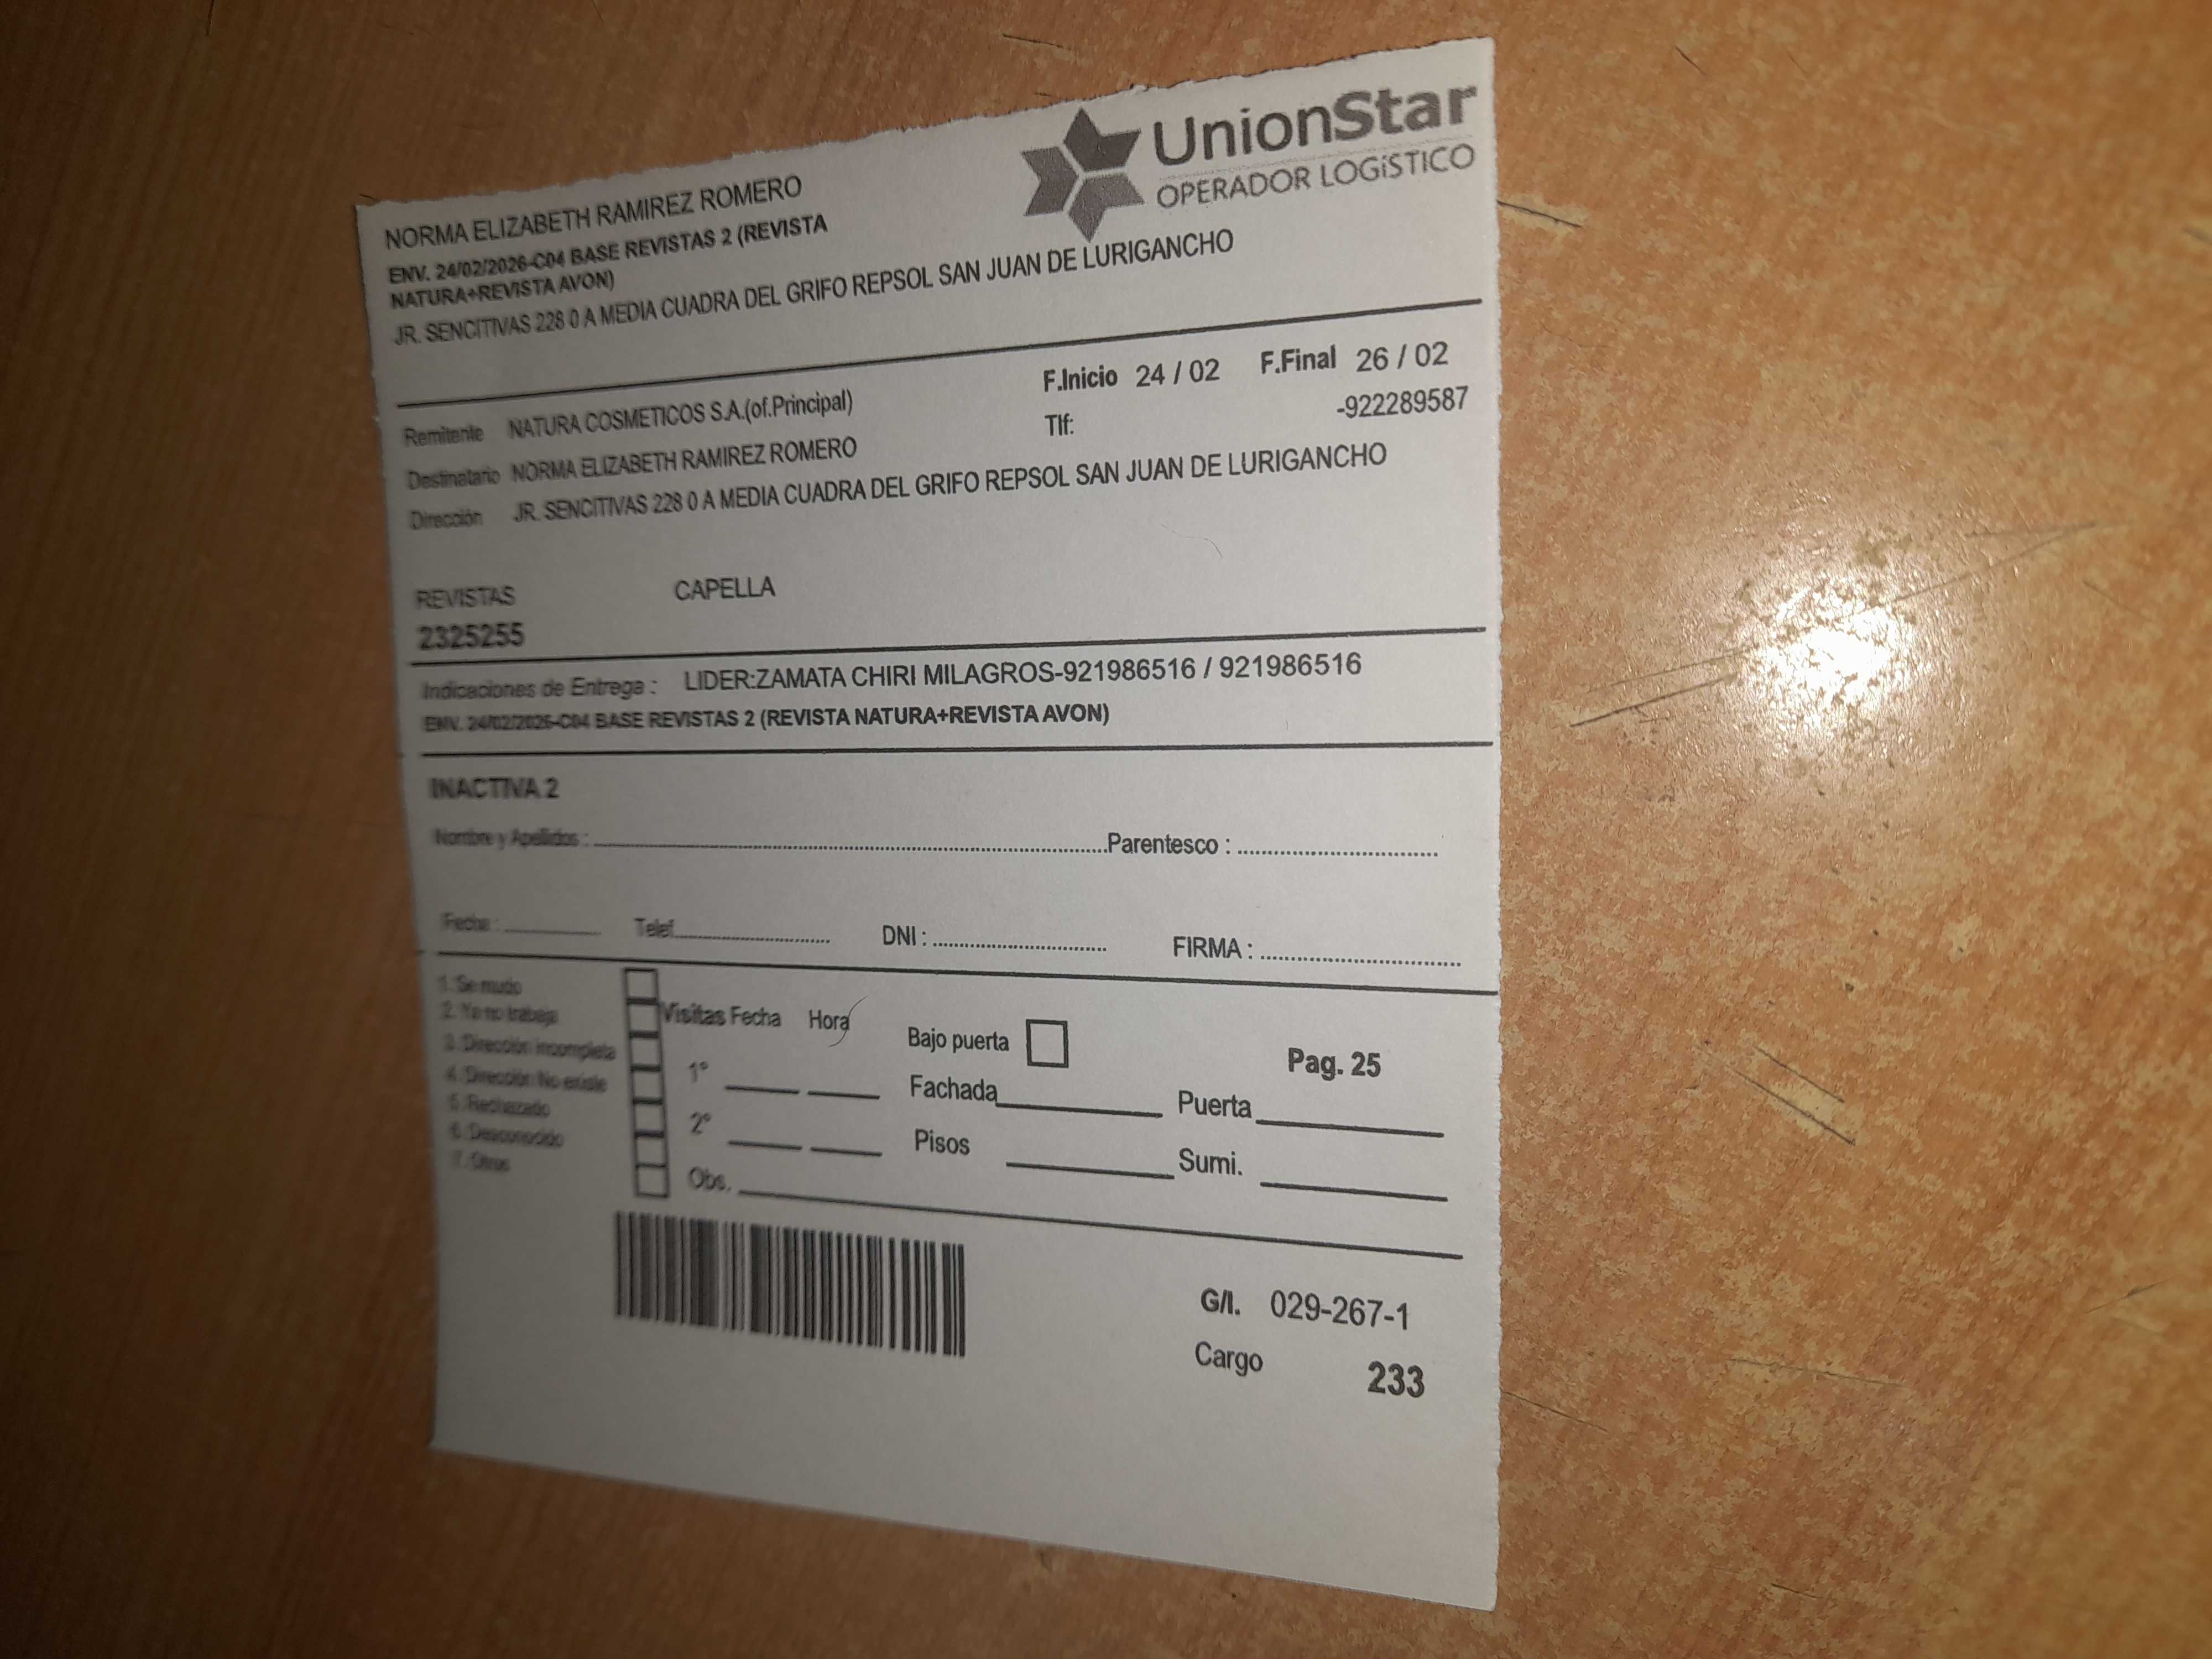 UnionStar
OPERADOR LOGíSTICO
NORMA ELIZABETH RAMIREZ ROMERO
ENV. 24/02/2026-C04 BASE REVISTAS 2 (REVISTA
NATURA+REVISTA AVON)
JR. SENCITIVAS 228 0 A MEDIA CUADRA DEL GRIFO REPSOL SAN JUAN DE LURIGANCHO
F.Inicio 24 / 02 F.Final 26 / 02
Remitente NATURA COSMETICOS S.A.(of.Principal) Tlf: -922289587
Destinatario NORMA ELIZABETH RAMIREZ ROMERO
Dirección JR. SENCITIVAS 228 0 A MEDIA CUADRA DEL GRIFO REPSOL SAN JUAN DE LURIGANCHO
REVISTAS CAPELLA
2325255
Indicaciones de Entrega : LIDER:ZAMATA CHIRI MILAGROS-921986516 / 921986516
ENV. 24/02/2026-C04 BASE REVISTAS 2 (REVISTA NATURA+REVISTA AVON)
INACTIVA 2
Nombre y Apellidos : Parentesco :
Fecha : Telef. DNI : FIRMA :
1. Se mudo
2. Ya no trabaja
3. Dirección incompleta
4. Dirección No existe
5. Rechazado
6. Desconocido
7. Otros
Visitas Fecha Hora
1°
2°
Obs.
Bajo puerta Pag. 25
Fachada Puerta
Pisos Sumi.
G/I. 029-267-1
Cargo 233